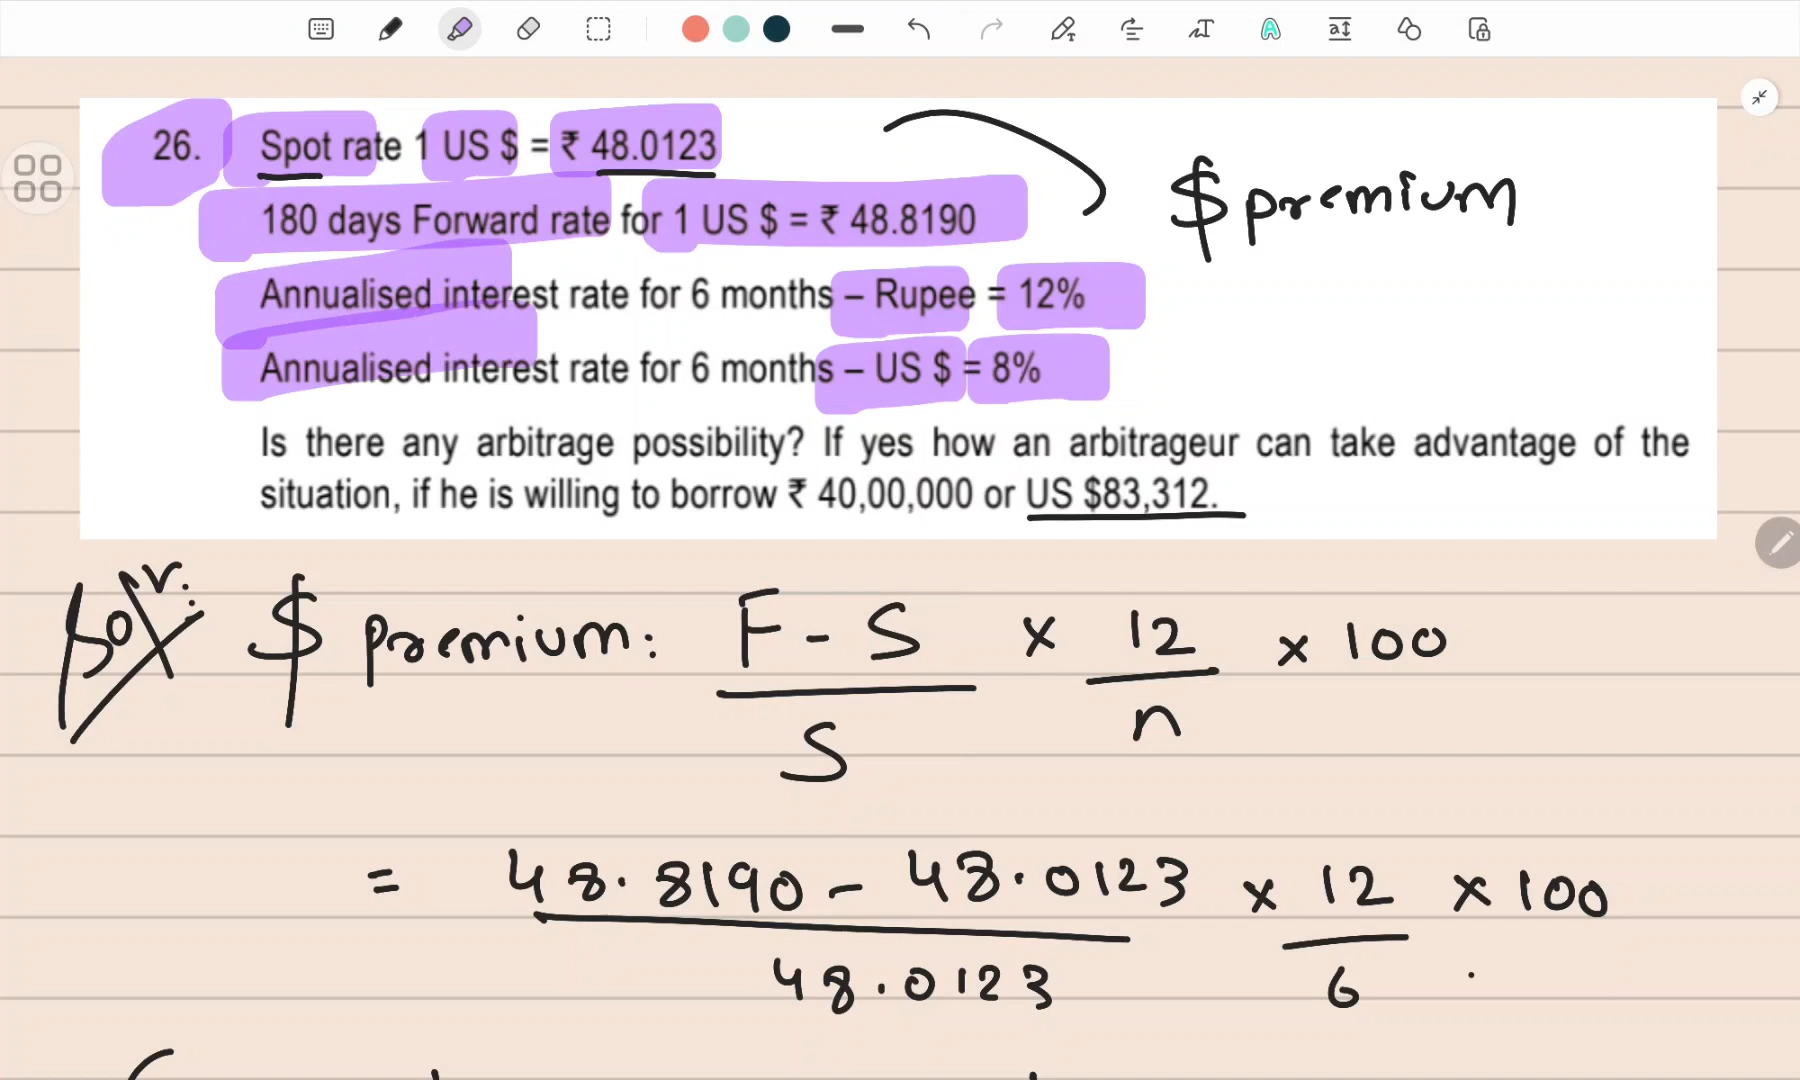 26. Spot rate 1 US $ = ₹ 48.0123
180 days Forward rate for 1 US $ = ₹ 48.8190
$ premium
Annualised interest rate for 6 months – Rupee = 12%
Annualised interest rate for 6 months – US $ = 8%
Is there any arbitrage possibility? If yes how an arbitrageur can take advantage of the
situation, if he is willing to borrow ₹ 40,00,000 or US $83,312.
$ premium: F - S / S × 12 / n × 100
= 48.8190 - 48.0123 / 48.0123 × 12 / 6 × 100